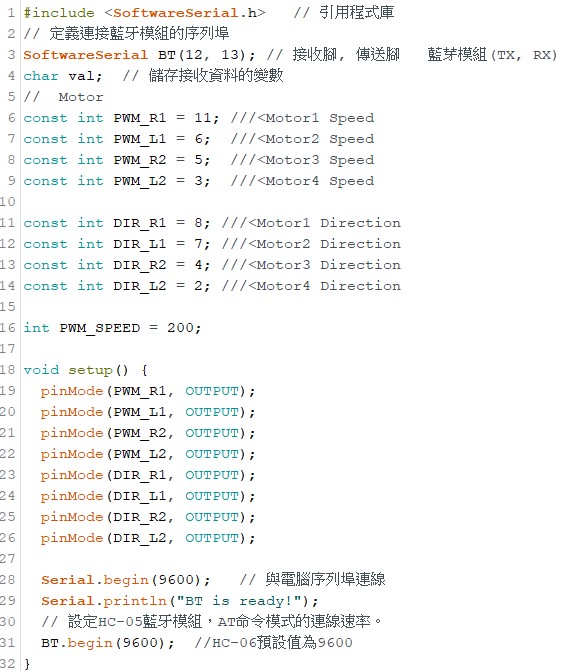 1 #include <SoftwareSerial.h>   // 引用程式庫
2 // 定義連接藍牙模組的序列埠
3 SoftwareSerial BT(12, 13); // 接收腳, 傳送腳   藍芽模組(TX, RX)
4 char val;  // 儲存接收資料的變數
5 //  Motor
6 const int PWM_R1 = 11; ///<Motor1 Speed
7 const int PWM_L1 = 6;  ///<Motor2 Speed
8 const int PWM_R2 = 5;  ///<Motor3 Speed
9 const int PWM_L2 = 3;  ///<Motor4 Speed
10
11 const int DIR_R1 = 8; ///<Motor1 Direction
12 const int DIR_L1 = 7; ///<Motor2 Direction
13 const int DIR_R2 = 4; ///<Motor3 Direction
14 const int DIR_L2 = 2; ///<Motor4 Direction
15
16 int PWM_SPEED = 200;
17
18 void setup() {
19   pinMode(PWM_R1, OUTPUT);
20   pinMode(PWM_L1, OUTPUT);
21   pinMode(PWM_R2, OUTPUT);
22   pinMode(PWM_L2, OUTPUT);
23   pinMode(DIR_R1, OUTPUT);
24   pinMode(DIR_L1, OUTPUT);
25   pinMode(DIR_R2, OUTPUT);
26   pinMode(DIR_L2, OUTPUT);
27
28   Serial.begin(9600);   // 與電腦序列埠連線
29   Serial.println("BT is ready!");
30   // 設定HC-05藍牙模組，AT命令模式的連線速率。
31   BT.begin(9600);  //HC-06預設值為9600
32 }